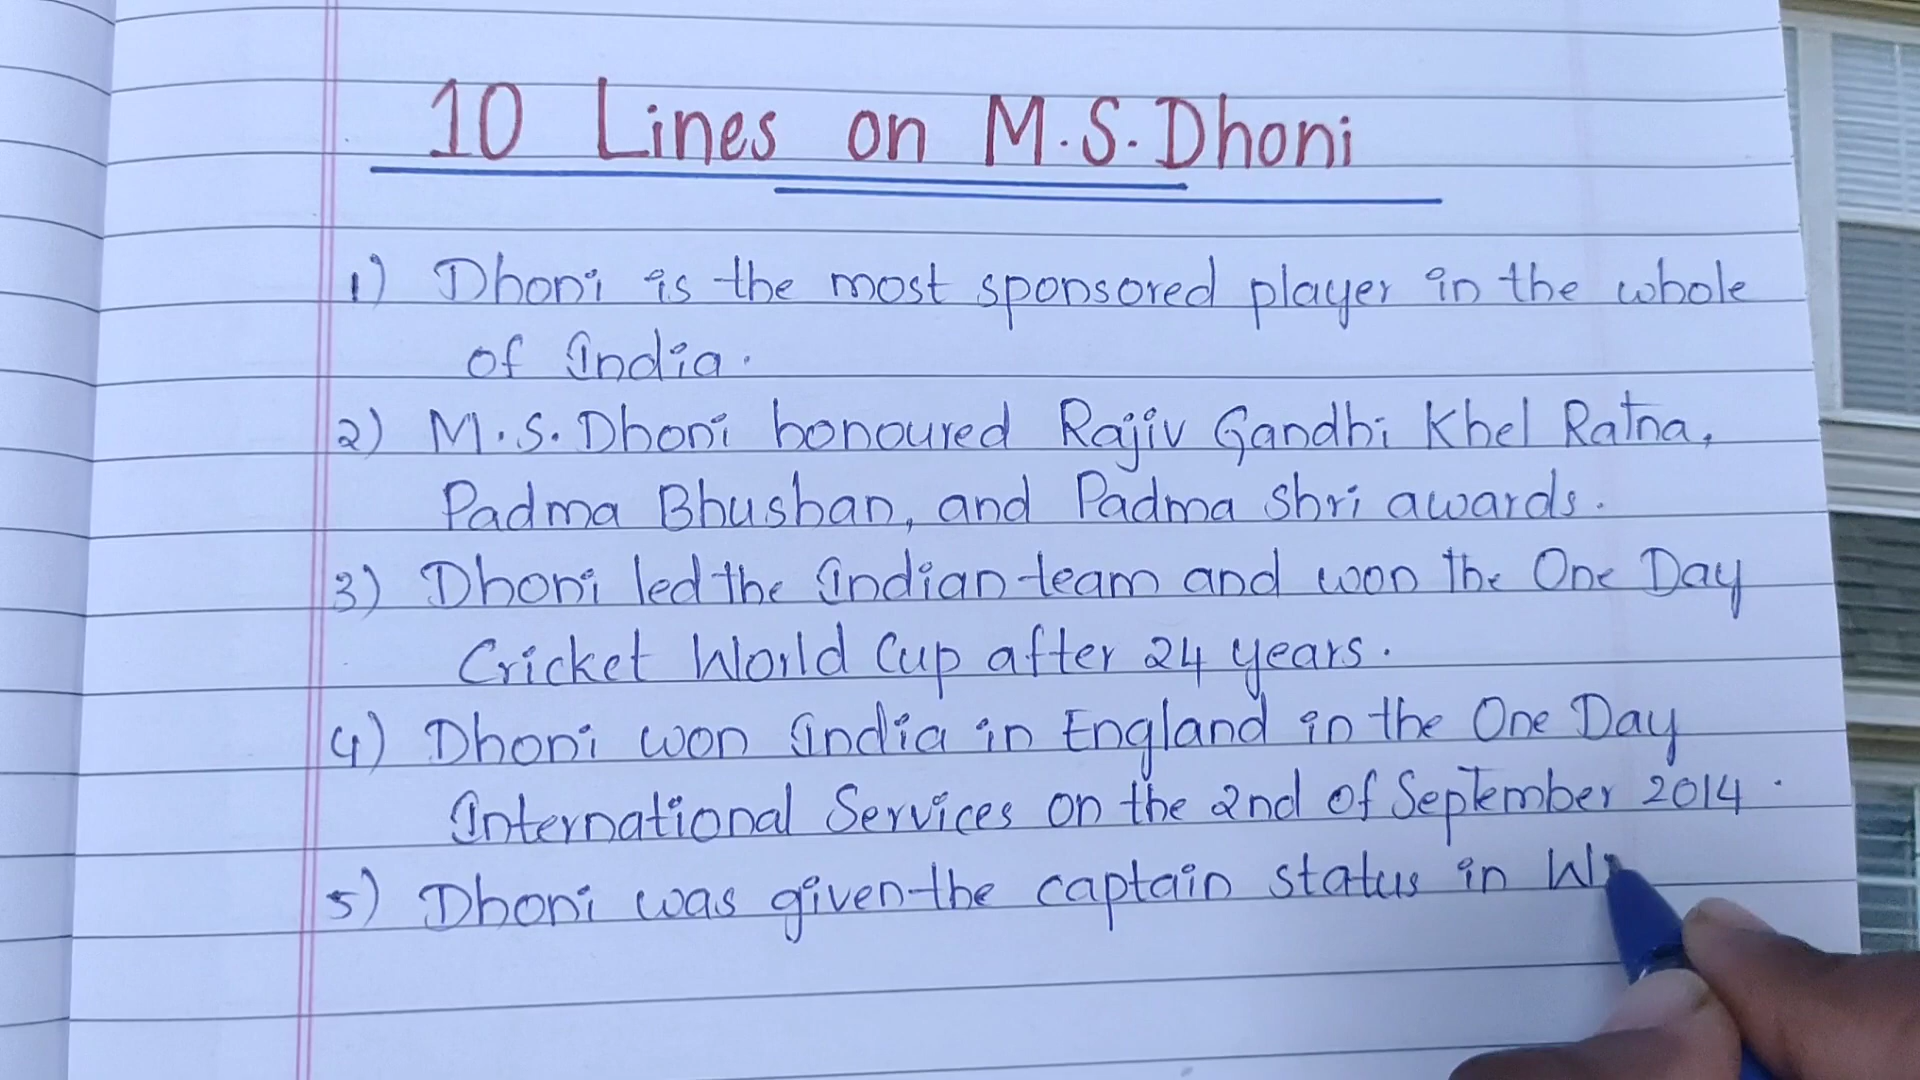 10 Lines on M.S.Dhoni
1) Dhoni is the most sponsored player in the whole
of India.
2) M.S. Dhoni honoured Rajiv Gandhi Khel Ratna,
Padma Bhushan, and Padma Shri awards.
3) Dhoni led the Indian team and won the One Day
Cricket World Cup after 24 years.
4) Dhoni won India in England in the One Day
International Services on the 2nd of September 2014.
5) Dhoni was given the captain status in